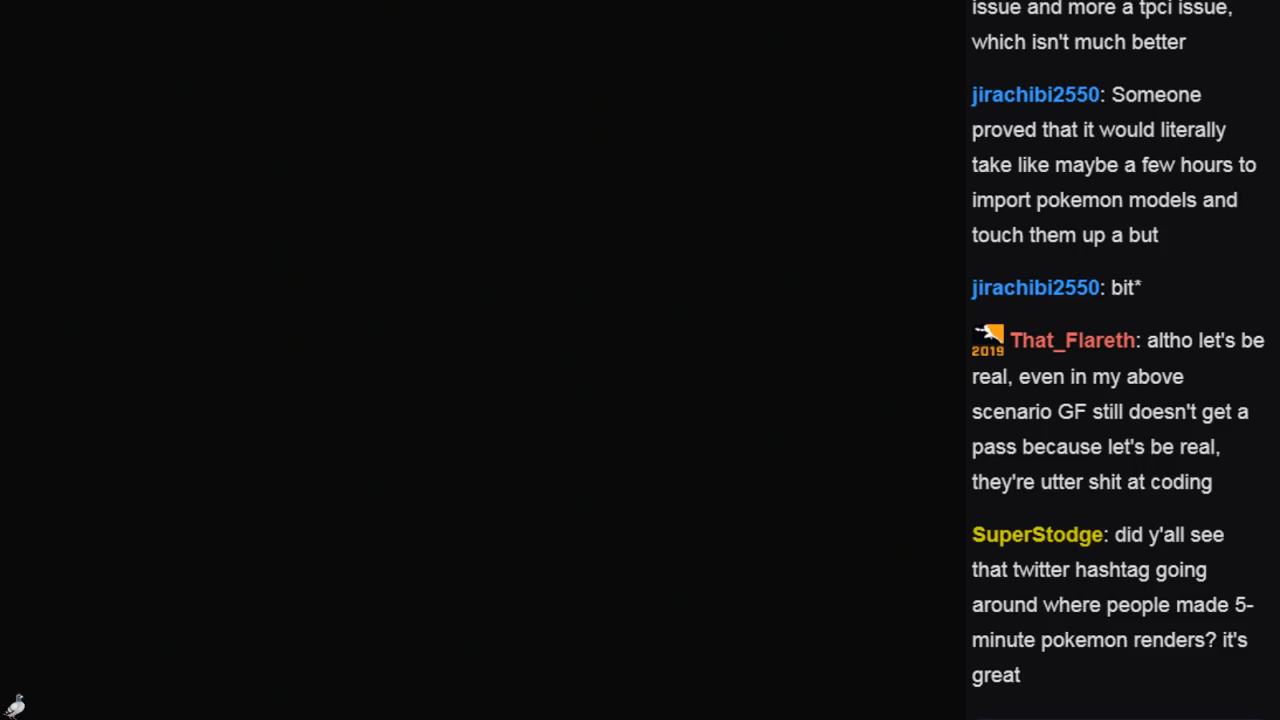 issue and more a tpci issue,
which isn't much better
jirachibi2550: Someone
proved that it would literally
take like maybe a few hours to
import pokemon models and
touch them up a but
jirachibi2550: bit*
2019 That_Flareth: altho let's be
real, even in my above
scenario GF still doesn't get a
pass because let's be real,
they're utter shit at coding
SuperStodge: did y'all see
that twitter hashtag going
around where people made 5-
minute pokemon renders? it's
great